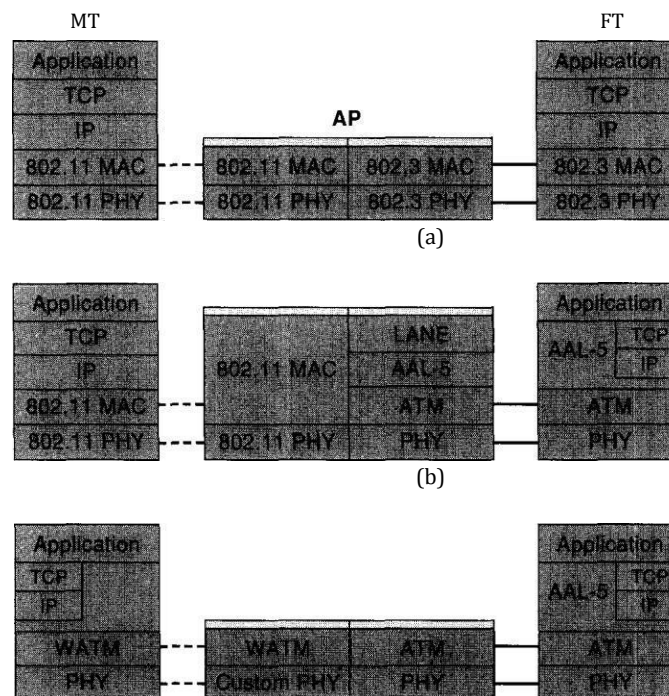 MT FT
Application Application
TCP TCP
AP
IP IP
802.11 MAC 802.11 MAC 802.3 MAC 802.3 MAC
802.11 PHY 802.11 PHY 802.3 PHY 802.3 PHY
(a)
Application Application
TCP LANE AAL-5 TCP
IP 802.11 MAC AAL-5 IP
802.11 MAC ATM ATM
802.11 PHY 802.11 PHY PHY PHY
(b)
Application Application
TCP AAL-5 TCP
IP IP
WATM WATM ATM ATM
PHY Custom PHY PHY PHY